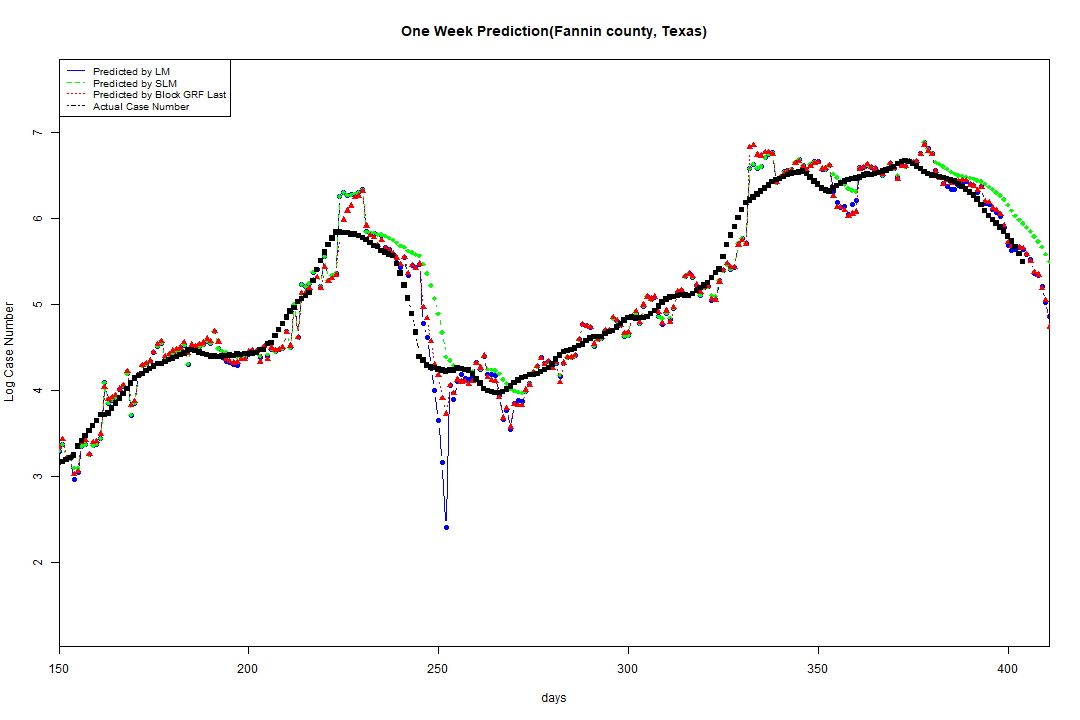 One Week Prediction(Fannin county, Texas)
Predicted by LM
Predicted by SLM
Predicted by Block GRF Last
Actual Case Number
7
6
5
4
3
2
Log Case Number
150 200 250 300 350 400
days